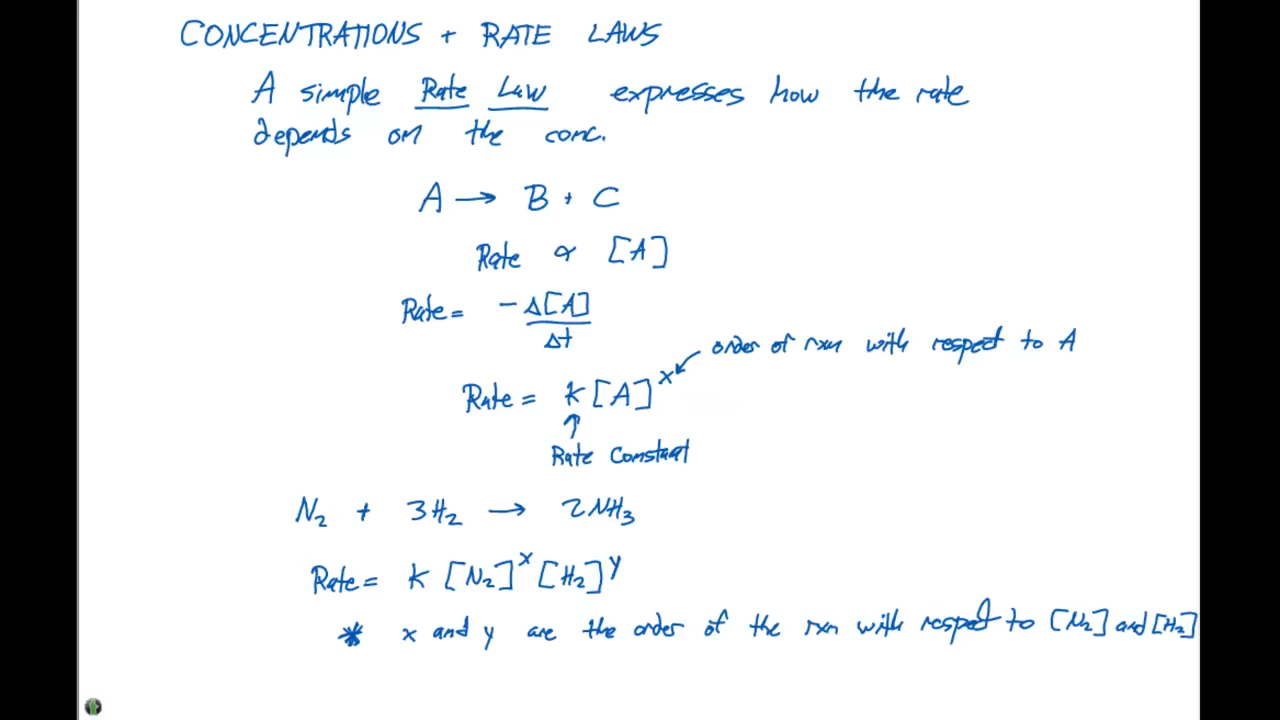 CONCENTRATIONS + RATE LAWS
A simple Rate Law expresses how the rate
depends on the conc.
A → B + C
Rate ∝ [A]
Rate = -Δ[A]/Δt
order of rxn with respect to A
Rate = k[A]ˣ
↑
Rate Constant
N₂ + 3H₂ → 2NH₃
Rate = k [N₂]ˣ [H₂]ʸ
* x and y are the order of the rxn with respect to [N₂] and [H₂]